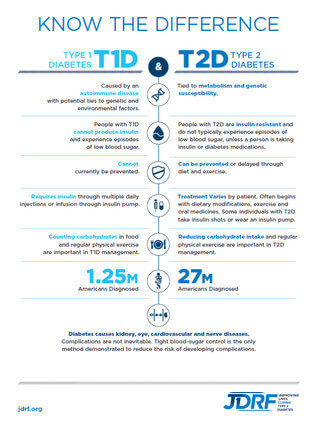 KNOW THE DIFFERENCE
TYPE 1
DIABETES
T1D
&
T2D
TYPE 2
DIABETES
Caused by an
autoimmune disease
with potential ties to genetic and
environmental factors.
Tied to metabolism and genetic
susceptibility.
People with T1D
cannot produce insulin
and experience episodes
of low blood sugar.
People with T2D are insulin resistant and
do not typically experience episodes of
low blood sugar, unless a person is taking
insulin or diabetes medications.
Cannot
currently be prevented.
Can be prevented or delayed through
diet and exercise.
Requires insulin through multiple daily
injections or infusion through insulin pump.
Treatment Varies by patient. Often begins
with dietary modifications, exercise and
oral medicines. Some individuals with T2D
take insulin shots or wear an insulin pump.
Counting carbohydrates in food
and regular physical exercise
are important in T1D management.
Reducing carbohydrate intake and regular
physical exercise are important in T2D
management.
1.25M
Americans Diagnosed
27M
Americans Diagnosed
Diabetes causes kidney, eye, cardiovascular and nerve diseases.
Complications are not inevitable. Tight blood-sugar control is the only
method demonstrated to reduce the risk of developing complications.
jdrf.org
JDRF
IMPROVING
LIVES.
CURING
TYPE 1
DIABETES.